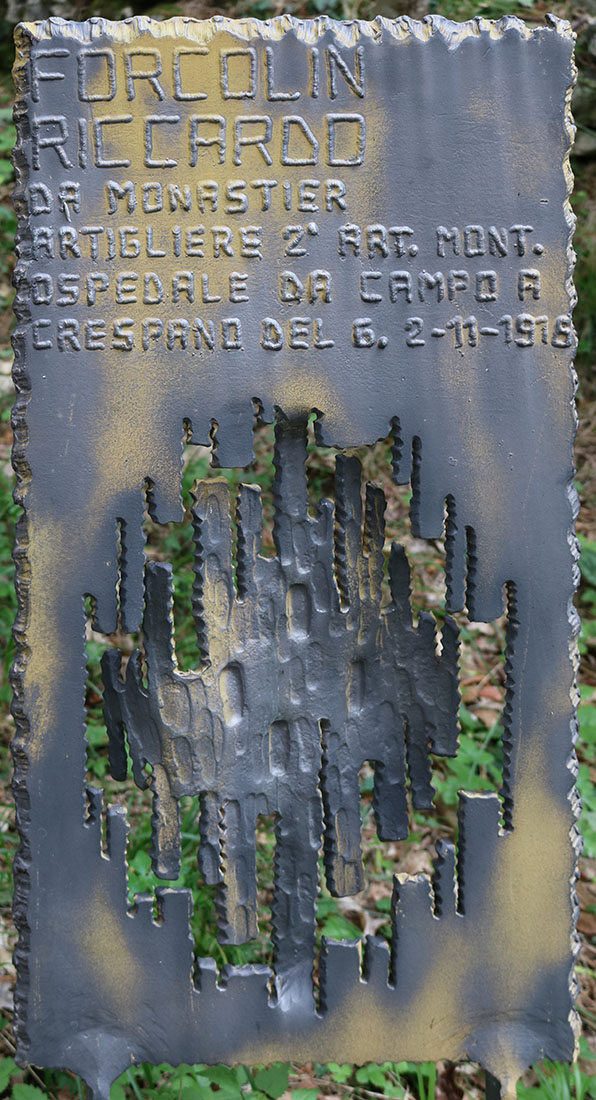 FORCOLIN
RICCARDO
DA MONASTIER
ARTIGLIERE 2° ART. MONT.
OSPEDALE DA CAMPO A
CRESPANO DEL G. 2-11-1918